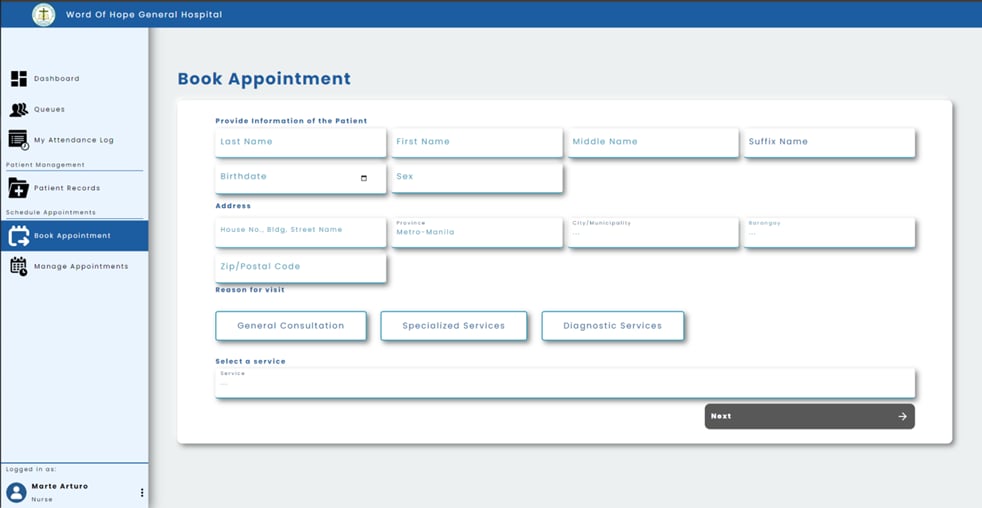 Word Of Hope General Hospital
Dashboard
Queues
My Attendance Log
Patient Management
Patient Records
Schedule Appointments
Book Appointment
Manage Appointments
Logged in as:
Marte Arturo
Nurse
Book Appointment
Provide Information of the Patient
Last Name
First Name
Middle Name
Suffix Name
Birthdate
Sex
Address
House No., Bldg. Street Name
Province
Metro-Manila
City/Municipality
...
Barangay
...
Zip/Postal Code
Reason for visit
General Consultation
Specialized Services
Diagnostic Services
Select a service
Service
...
Next